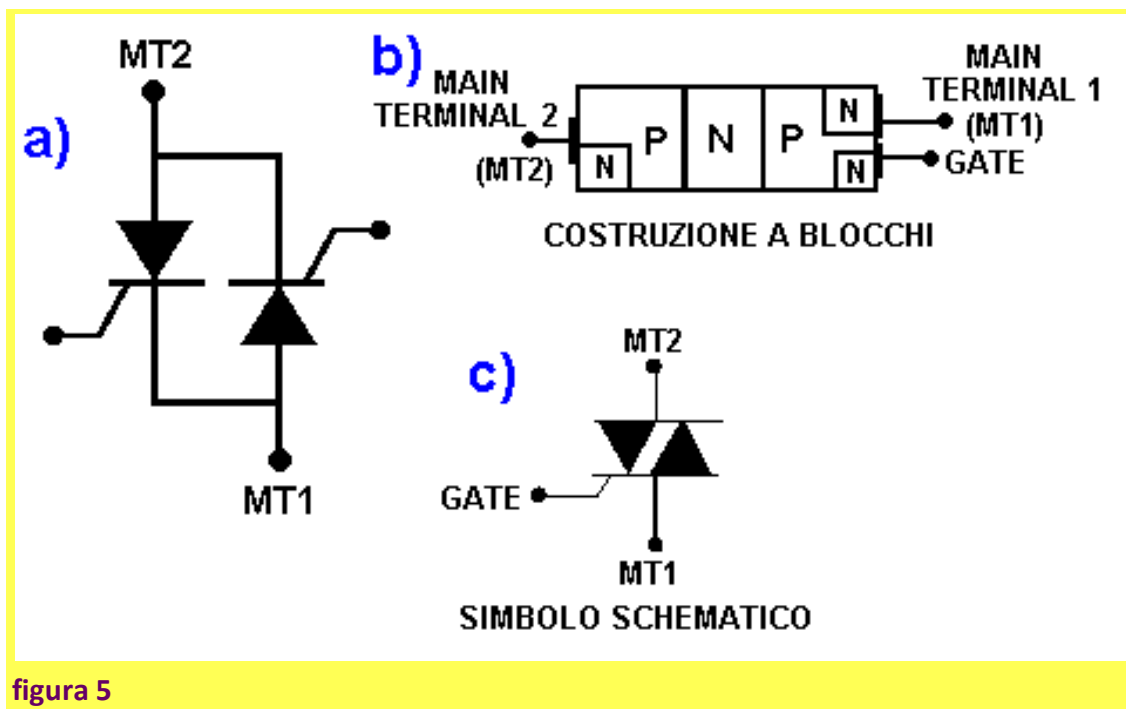 a)
MT2
MT1
b)
MAIN
TERMINAL 2
(MT2)
N
P
N
P
N
N
MAIN
TERMINAL 1
(MT1)
GATE
COSTRUZIONE A BLOCCHI
c)
MT2
GATE
MT1
SIMBOLO SCHEMATICO
figura 5